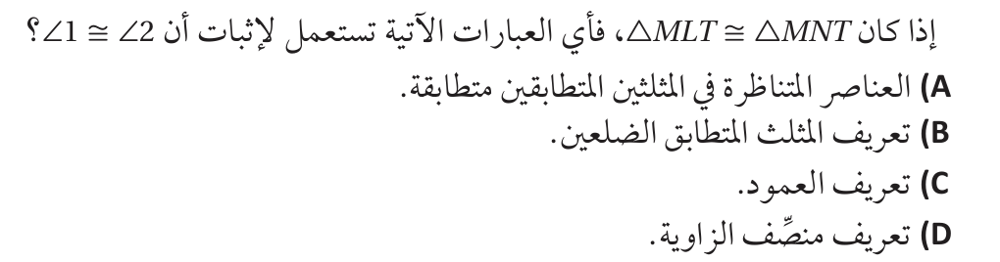 إذا كان △MLT ≅ △MNT، فأي العبارات الآتية تستعمل لإثبات أن ∠1 ≅ ∠2؟
A) العناصر المتناظرة في المثلثين المتطابقين متطابقة.
B) تعريف المثلث المتطابق الضلعين.
C) تعريف العمود.
D) تعريف منصِّف الزاوية.